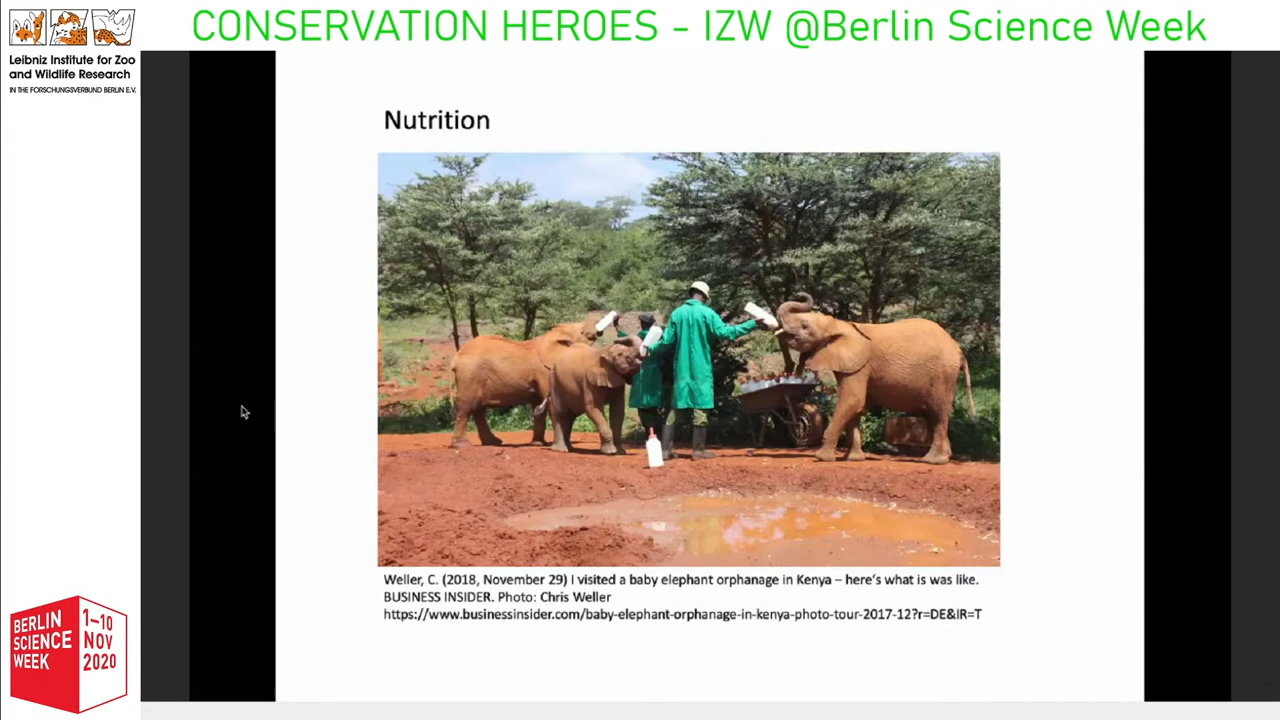 CONSERVATION HEROES - IZW @Berlin Science Week
IZW
Leibniz Institute for Zoo
and Wildlife Research
IN THE FORSCHUNGSVERBUND BERLIN E.V.
Nutrition
Weller, C. (2018, November 29) I visited a baby elephant orphanage in Kenya – here's what is was like.
BUSINESS INSIDER. Photo: Chris Weller
https://www.businessinsider.com/baby-elephant-orphanage-in-kenya-photo-tour-2017-12?r=DE&IR=T
BERLIN
SCIENCE
WEEK
1–10
NOV
2020